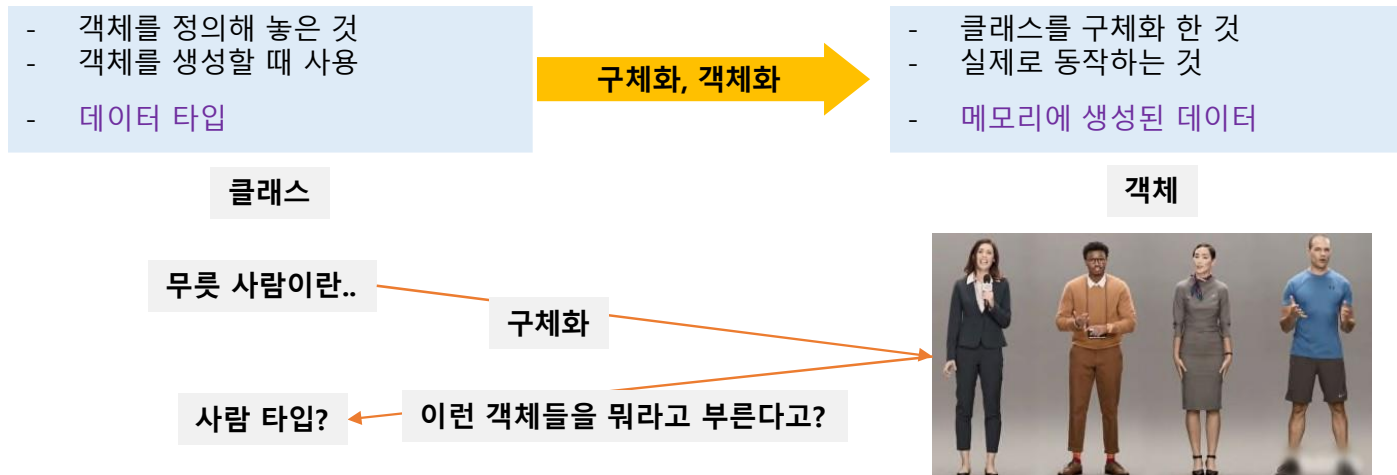 - 객체를 정의해 놓은 것
- 객체를 생성할 때 사용
- 데이터 타입
구체화, 객체화
- 클래스를 구체화 한 것
- 실제로 동작하는 것
- 메모리에 생성된 데이터
클래스
객체
무릇 사람이란..
구체화
사람 타입?
이런 객체들을 뭐라고 부른다고?